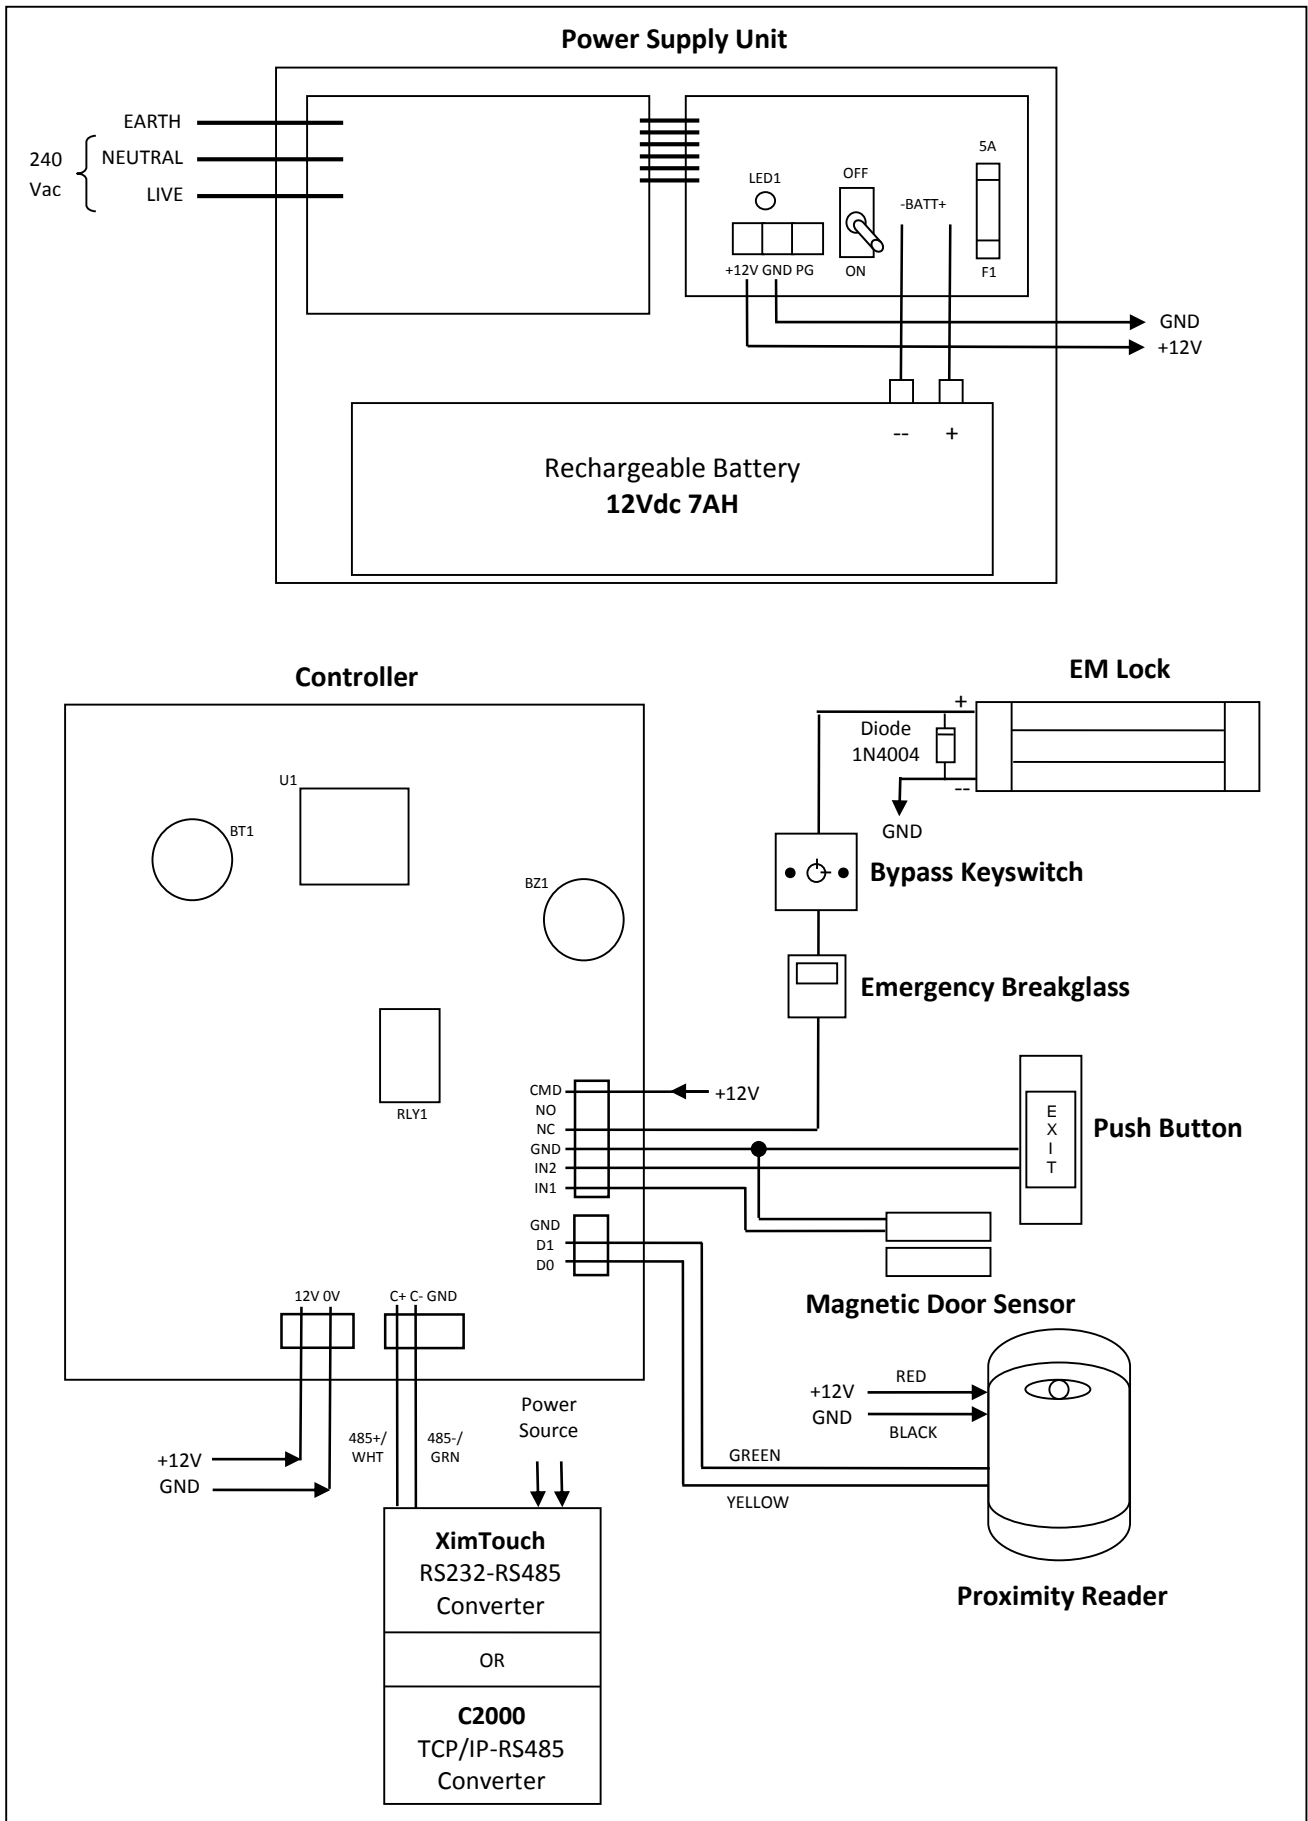 Power Supply Unit
EARTH
240
Vac
NEUTRAL
LIVE
LED1
OFF
ON
+12V GND PG
-BATT+
5A
F1
GND
+12V
-- +
Rechargeable Battery
12Vdc 7AH
Controller
EM Lock
U1
BT1
BZ1
RLY1
+
Diode
1N4004
--
GND
Bypass Keyswitch
Emergency Breakglass
CMD
NO
NC
GND
IN2
IN1
+12V
E
X
I
T
Push Button
GND
D1
D0
Magnetic Door Sensor
12V 0V
C+ C- GND
+12V
GND
485+/
WHT
485-/
GRN
Power
Source
+12V
GND
RED
BLACK
GREEN
YELLOW
Proximity Reader
XimTouch
RS232-RS485
Converter
OR
C2000
TCP/IP-RS485
Converter